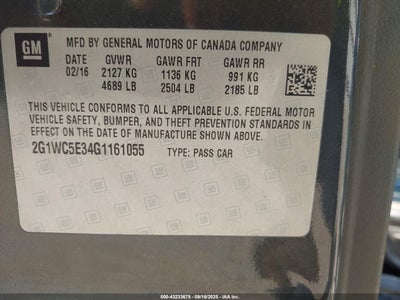 GM
MFD BY GENERAL MOTORS OF CANADA COMPANY
DATE GVWR GAWR FRT GAWR RR
02/16 2127 KG 1136 KG 991 KG
4689 LB 2504 LB 2185 LB
THIS VEHICLE CONFORMS TO ALL APPLICABLE U.S. FEDERAL MOTOR
VEHICLE SAFETY, BUMPER, AND THEFT PREVENTION STANDARDS IN
EFFECT ON THE DATE OF MANUFACTURE SHOWN ABOVE.
2G1WC5E34G1161055 TYPE: PASS CAR
000-43233675 - 09/16/2025 - IAA Inc.